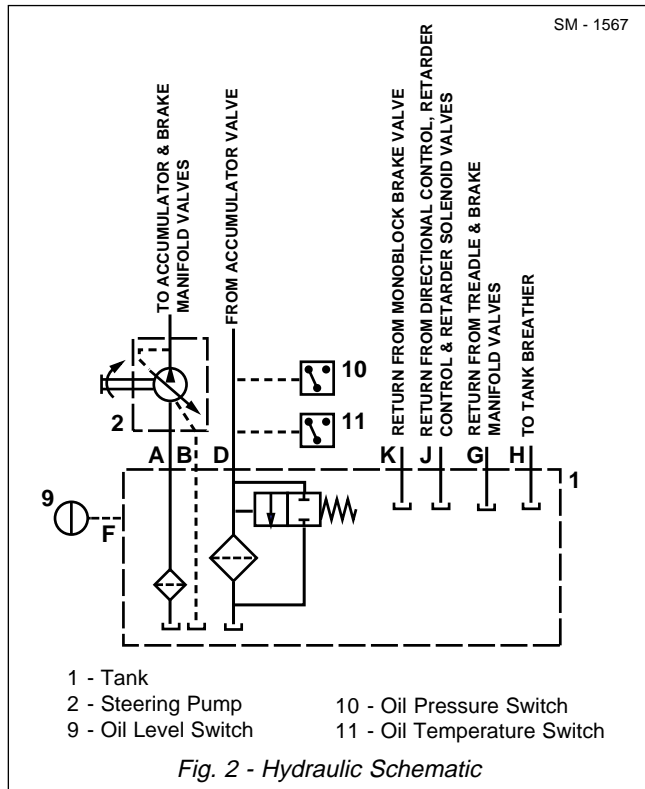 SM - 1567
TO ACCUMULATOR & BRAKE
MANIFOLD VALVES
FROM ACCUMULATOR VALVE
RETURN FROM MONOBLOCK BRAKE VALVE
RETURN FROM DIRECTIONAL CONTROL, RETARDER
CONTROL & RETARDER SOLENOID VALVES
RETURN FROM TREADLE & BRAKE
MANIFOLD VALVES
TO TANK BREATHER
10
11
2
A B D K J G H
1
9
F
1 - Tank
2 - Steering Pump
9 - Oil Level Switch
10 - Oil Pressure Switch
11 - Oil Temperature Switch
Fig. 2 - Hydraulic Schematic